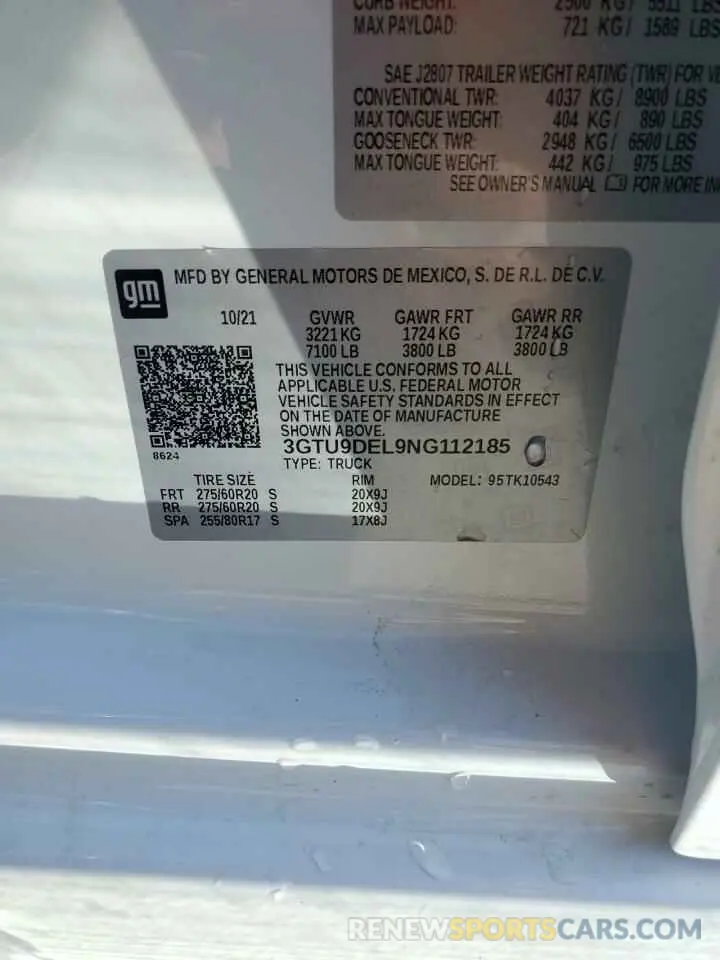 CURB WEIGHT: 2500 KG/ 5511 LBS
MAX PAYLOAD: 721 KG/ 1589 LBS
SAE J2807 TRAILER WEIGHT RATING (TWR) FOR
CONVENTIONAL TWR: 4037 KG/ 8900 LBS
MAX TONGUE WEIGHT: 404 KG/ 890 LBS
GOOSENECK TWR: 2948 KG/ 6500 LBS
MAX TONGUE WEIGHT: 442 KG/ 975 LBS
SEE OWNER'S MANUAL FOR MORE
gm
MFD BY GENERAL MOTORS DE MEXICO, S. DE R.L. DE C.V.
10/21 GVWR GAWR FRT GAWR RR
3221 KG 1724 KG 1724 KG
7100 LB 3800 LB 3800 LB
THIS VEHICLE CONFORMS TO ALL
APPLICABLE U.S. FEDERAL MOTOR
VEHICLE SAFETY STANDARDS IN EFFECT
ON THE DATE OF MANUFACTURE
SHOWN ABOVE.
8624
3GTU9DEL9NG112185
TYPE: TRUCK
TIRE SIZE RIM MODEL: 95TK10543
FRT 275/60R20 S 20X9J
RR 275/60R20 S 20X9J
SPA 255/80R17 S 17X8J
RENEWSPORTSCARS.COM